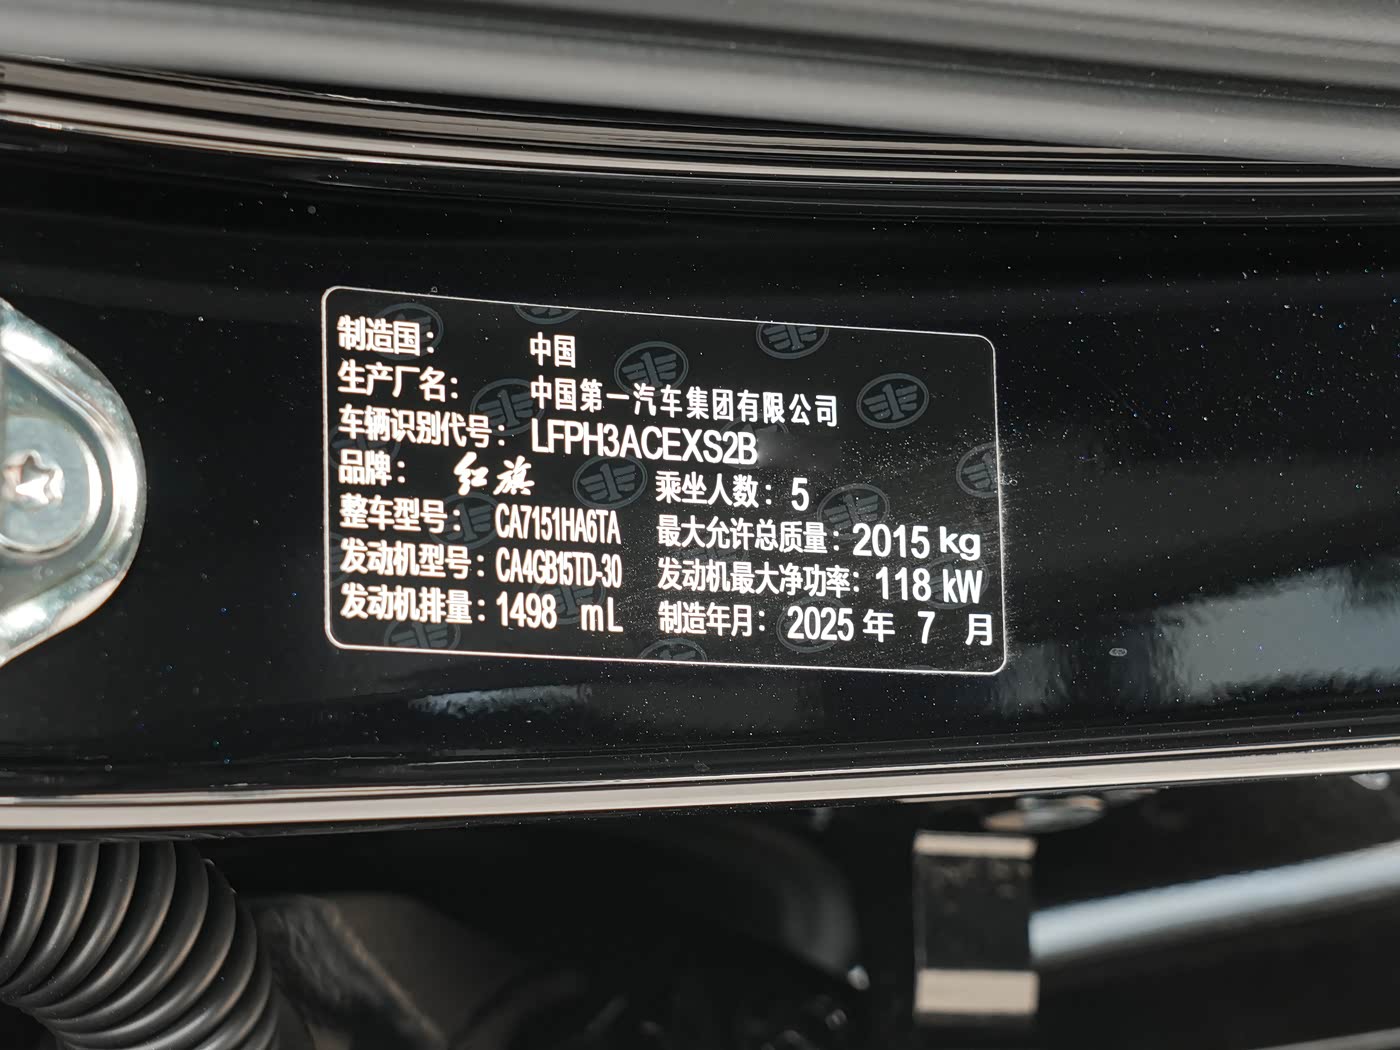 制造国： 中国
生产厂名： 中国第一汽车集团有限公司
车辆识别代号： LFPH3ACEXS2B
品牌： 红旗 乘坐人数： 5
整车型号： CA7151HA6TA 最大允许总质量： 2015 kg
发动机型号： CA4GB15TD-30 发动机最大净功率： 118 kW
发动机排量： 1498 mL 制造年月： 2025 年 7 月